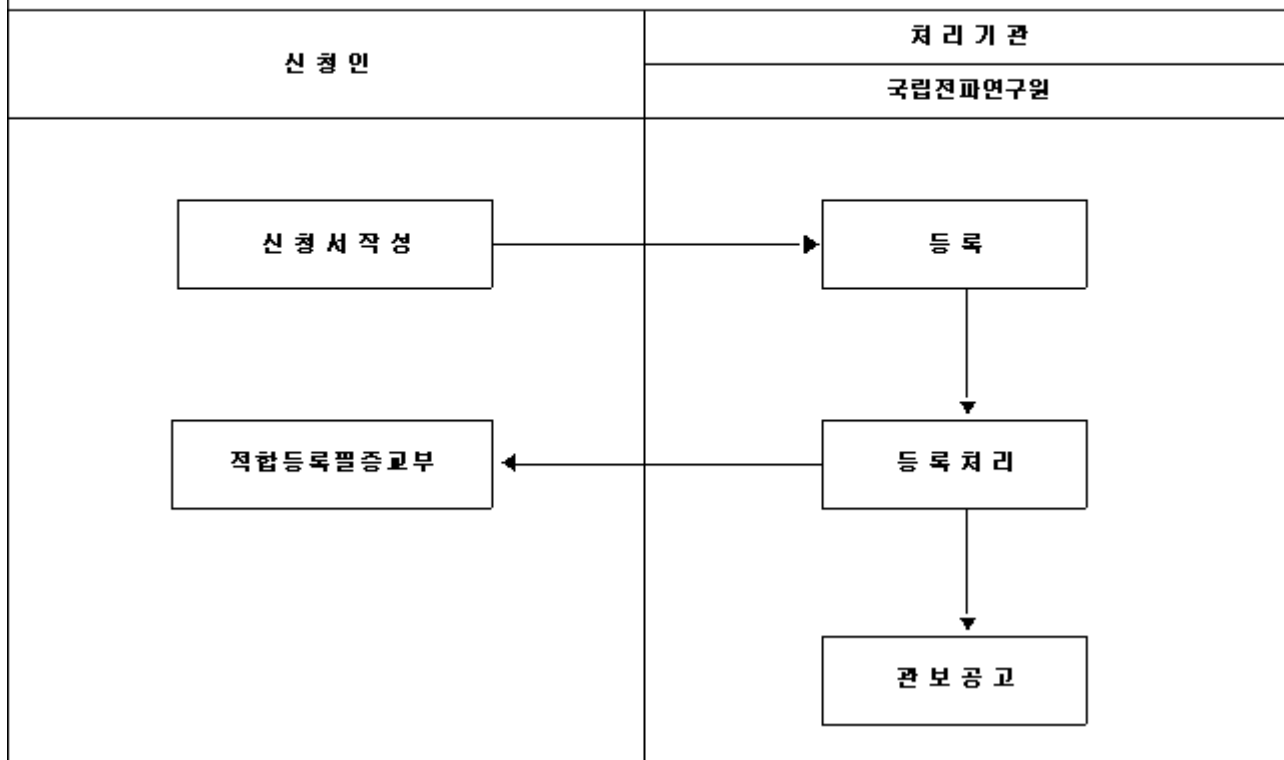 신 청 인
처 리 기 관
국립전파연구원
신 청 서 작 성
등 록
적합등록필증교부
등 록 처 리
관 보 공 고